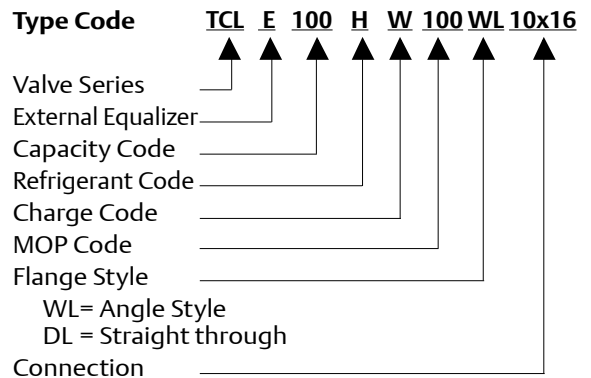 Type Code TCL E 100 H W 100 WL 10x16
Valve Series
External Equalizer
Capacity Code
Refrigerant Code
Charge Code
MOP Code
Flange Style
WL= Angle Style
DL = Straight through
Connection